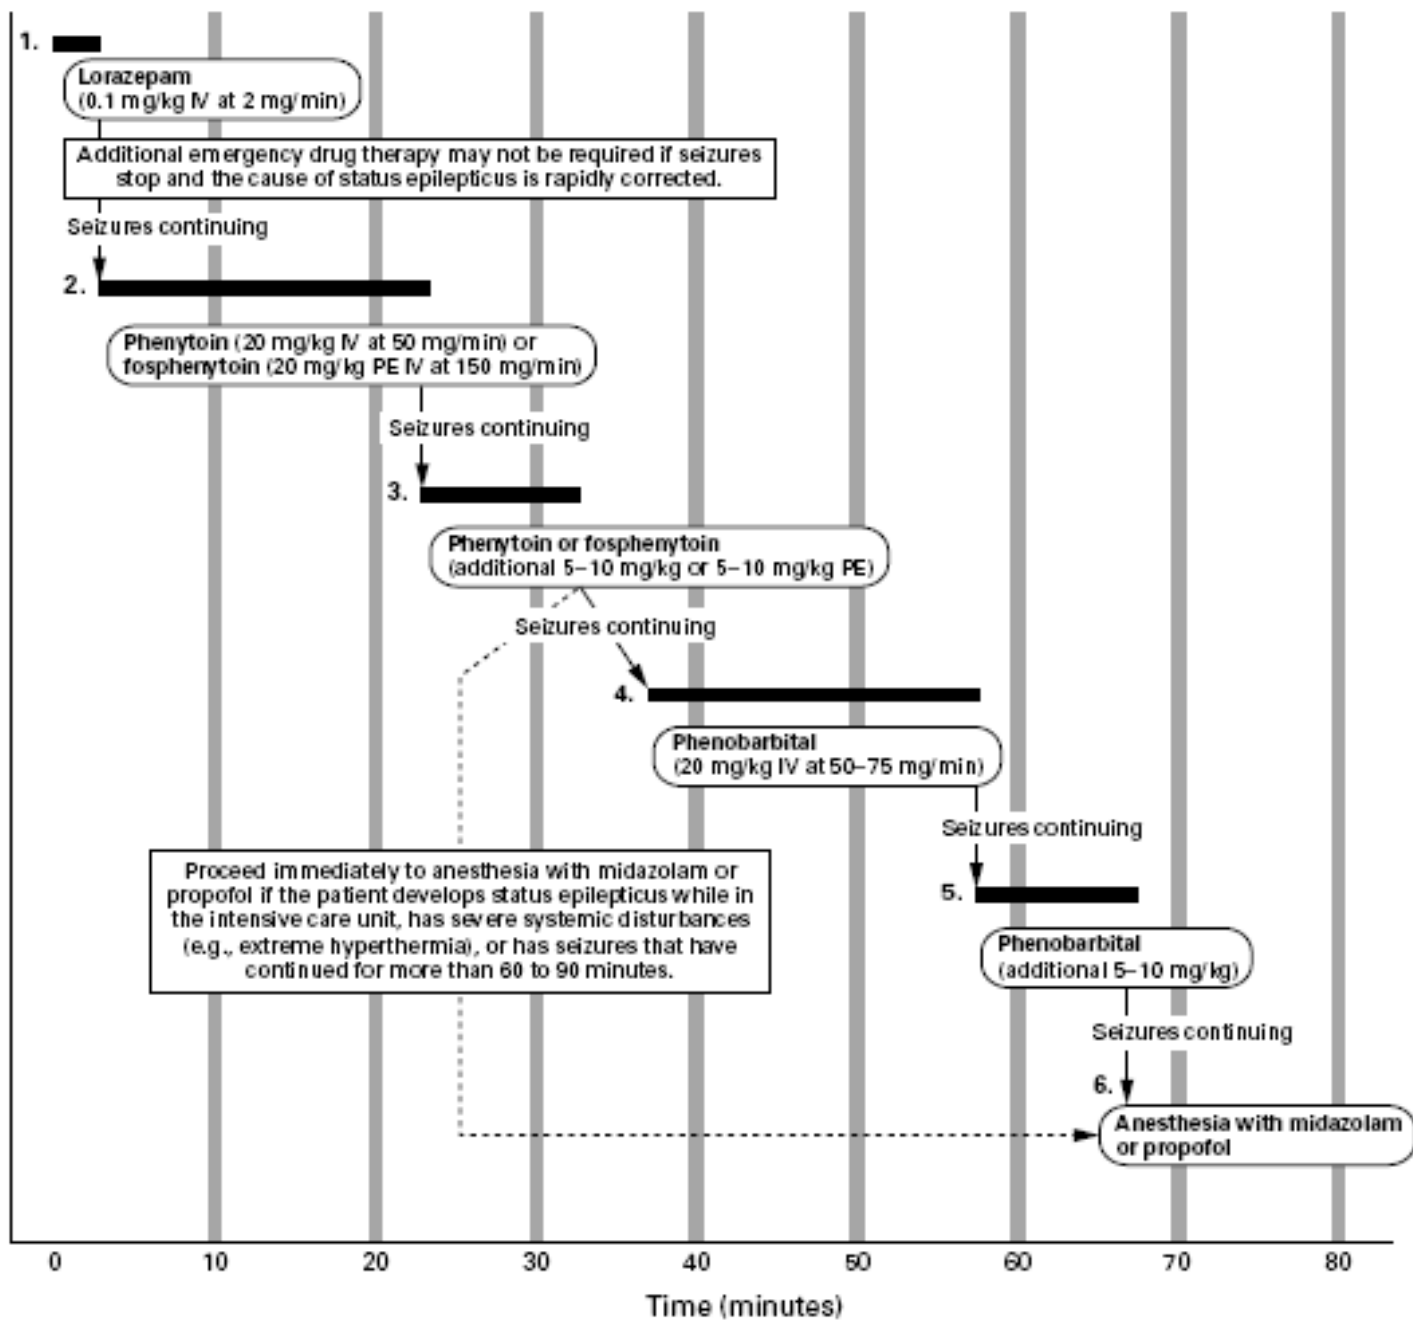 1.
Lorazepam
(0.1 mg/kg IV at 2 mg/min)
Additional emergency drug therapy may not be required if seizures
stop and the cause of status epilepticus is rapidly corrected.
Seizures continuing
2.
Phenytoin (20 mg/kg IV at 50 mg/min) or
fosphenytoin (20 mg/kg PE IV at 150 mg/min)
Seizures continuing
3.
Phenytoin or fosphenytoin
(additional 5–10 mg/kg or 5–10 mg/kg PE)
Seizures continuing
4.
Phenobarbital
(20 mg/kg IV at 50–75 mg/min)
Seizures continuing
Proceed immediately to anesthesia with midazolam or
propofol if the patient develops status epilepticus while in
the intensive care unit, has severe systemic disturbances
(e.g., extreme hyperthermia), or has seizures that have
continued for more than 60 to 90 minutes.
5.
Phenobarbital
(additional 5–10 mg/kg)
Seizures continuing
6.
Anesthesia with midazolam
or propofol
0 10 20 30 40 50 60 70 80
Time (minutes)